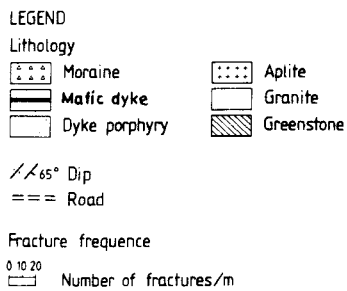 LEGEND
Lithology
Moraine
Aplite
Mafic dyke
Granite
Dyke porphyry
Greenstone
65° Dip
Road
Fracture frequence
0 10 20
Number of fractures/m